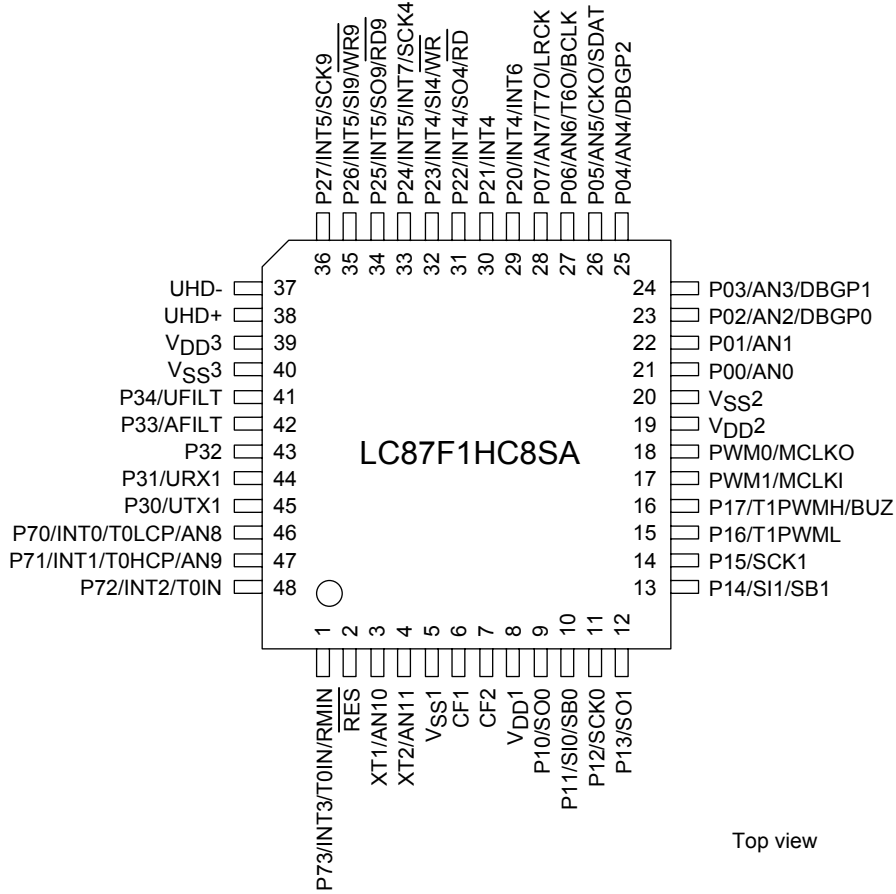 P27/INT5/SCK9
P26/INT5/SI9/WR9
P25/INT5/SO9/RD9
P24/INT5/INT7/SCK4
P23/INT4/SI4/WR
P22/INT4/SO4/RD
P21/INT4
P20/INT4/INT6
P07/AN7/T7O/LRCK
P06/AN6/T6O/BCLK
P05/AN5/CKO/SDAT
P04/AN4/DBGP2
36 35 34 33 32 31 30 29 28 27 26 25
UHD- 37
UHD+ 38
VDD3 39
VSS3 40
P34/UFILT 41
P33/AFILT 42
P32 43
P31/URX1 44
P30/UTX1 45
P70/INT0/T0LCP/AN8 46
P71/INT1/T0HCP/AN9 47
P72/INT2/T0IN 48
LC87F1HC8SA
24 P03/AN3/DBGP1
23 P02/AN2/DBGP0
22 P01/AN1
21 P00/AN0
20 VSS2
19 VDD2
18 PWM0/MCLKO
17 PWM1/MCLKI
16 P17/T1PWMH/BUZ
15 P16/T1PWML
14 P15/SCK1
13 P14/SI1/SB1
1 2 3 4 5 6 7 8 9 10 11 12
P73/INT3/T0IN/RMIN
RES
XT1/AN10
XT2/AN11
VSS1
CF1
CF2
VDD1
P10/SO0
P11/SI0/SB0
P12/SCK0
P13/SO1
Top view